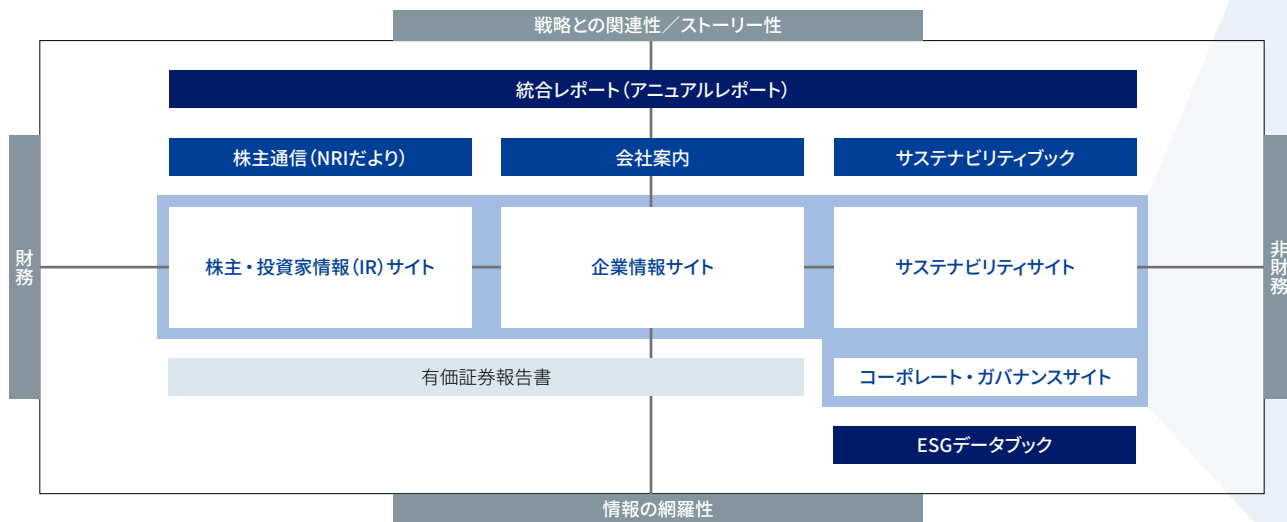 戦略との関連性／ストーリー性
統合レポート（アニュアルレポート）
株主通信（NRIだより）
会社案内
サステナビリティブック
財務
株主・投資家情報（IR）サイト
企業情報サイト
サステナビリティサイト
非財務
有価証券報告書
コーポレート・ガバナンスサイト
ESGデータブック
情報の網羅性